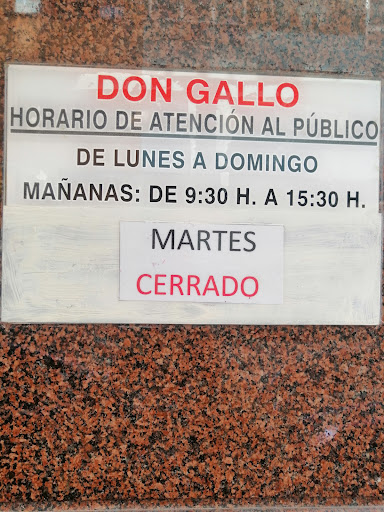 DON GALLO
HORARIO DE ATENCIÓN AL PÚBLICO
DE LUNES A DOMINGO
MAÑANAS: DE 9:30 H. A 15:30 H.
MARTES
CERRADO